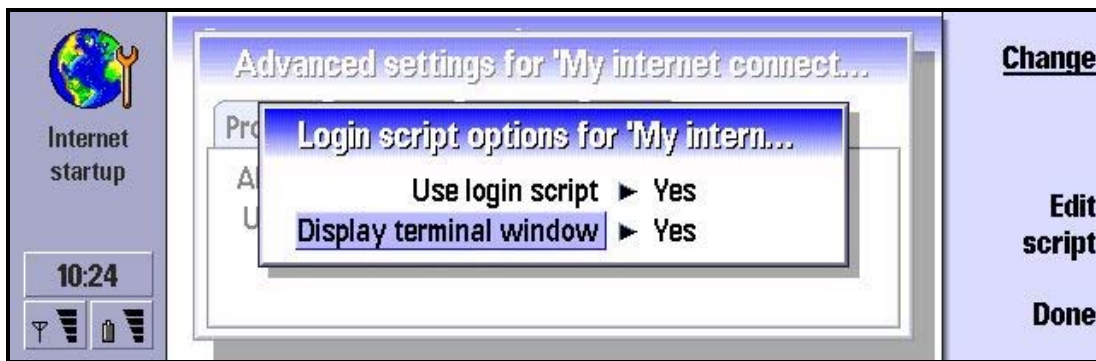 Internet
startup
10:24
Advanced settings for 'My internet connect...
Login script options for 'My intern...
Use login script ► Yes
Display terminal window ► Yes
Change
Edit
script
Done